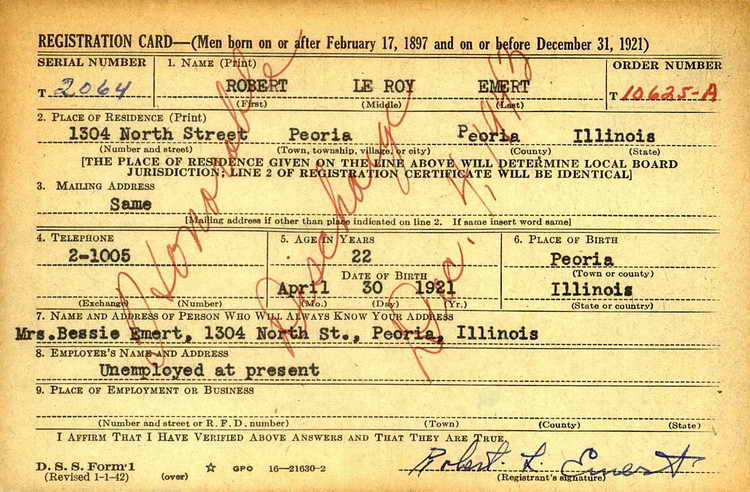 REGISTRATION CARD—(Men born on or after February 17, 1897 and on or before December 31, 1921)
SERIAL NUMBER 1. NAME (Print) ORDER NUMBER
T 2064 ROBERT LE ROY EMERT T 10625-A
(First) (Middle) (Last)
2. PLACE OF RESIDENCE (Print)
1304 North Street Peoria Peoria Illinois
(Number and street) (Town, township, village, or city) (County) (State)
[THE PLACE OF RESIDENCE GIVEN ON THE LINE ABOVE WILL DETERMINE LOCAL BOARD
JURISDICTION; LINE 2 OF REGISTRATION CERTIFICATE WILL BE IDENTICAL]
3. MAILING ADDRESS
Same
[Mailing address if other than place indicated on line 2. If same insert word same]
4. TELEPHONE 5. AGE IN YEARS 6. PLACE OF BIRTH
2-1005 22 Peoria
(Town or county)
DATE OF BIRTH
April 30 1921 Illinois
(Exchange) (Number) (Mo.) (Day) (Yr.) (State or country)
7. NAME AND ADDRESS OF PERSON WHO WILL ALWAYS KNOW YOUR ADDRESS
Mrs.Bessie Emert, 1304 North St., Peoria, Illinois
8. EMPLOYER'S NAME AND ADDRESS
Unemployed at present
9. PLACE OF EMPLOYMENT OR BUSINESS
(Number and street or R. F. D. number) (Town) (County) (State)
I AFFIRM THAT I HAVE VERIFIED ABOVE ANSWERS AND THAT THEY ARE TRUE
D. S. S. Form 1
(Revised 1-1-42) (over) ☆ GPO 16—21630-2
Robert L Emert
(Registrant's signature)
Honorable
Discharge
Dec. 4, 1943